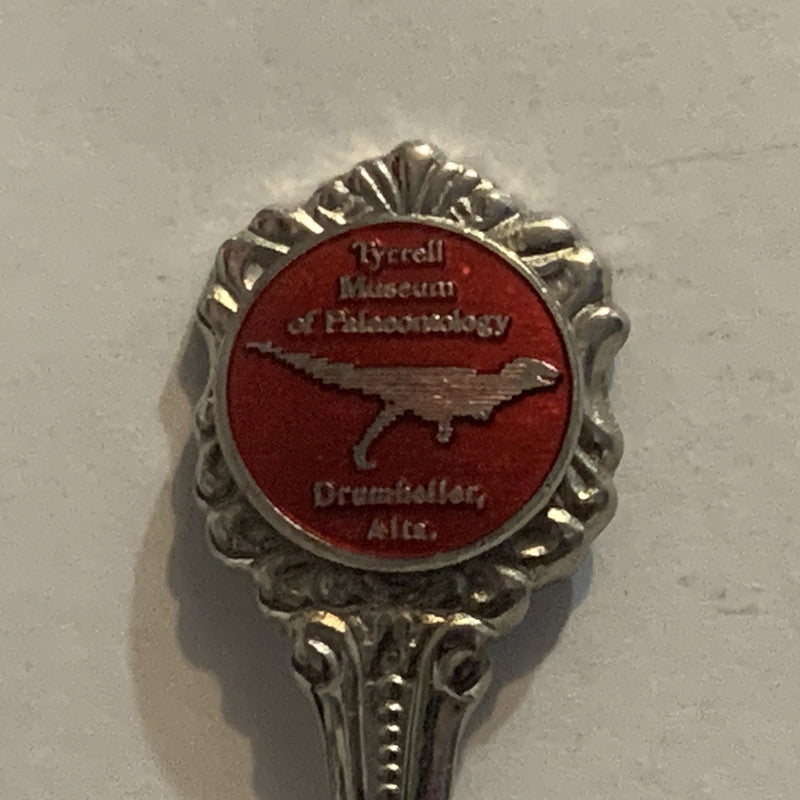 Tyrrell
Museum
of Palaeontology
Drumheller,
Alta.